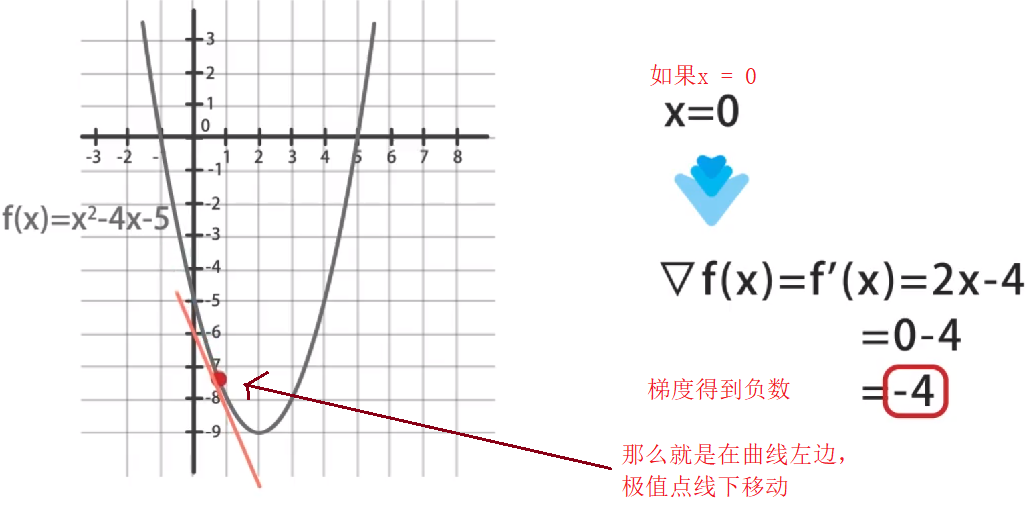 3
2
1
0
-3 -2 - 1 2 3 4 5 6 7 8
-1
-2
f(x)=x²-4x-5
-3
-4
-5
-6
7
-8
-9
如果x = 0
x=0
▽f(x)=f′(x)=2x-4
=0-4
梯度得到负数
=-4
那么就是在曲线左边，
极值点线下移动